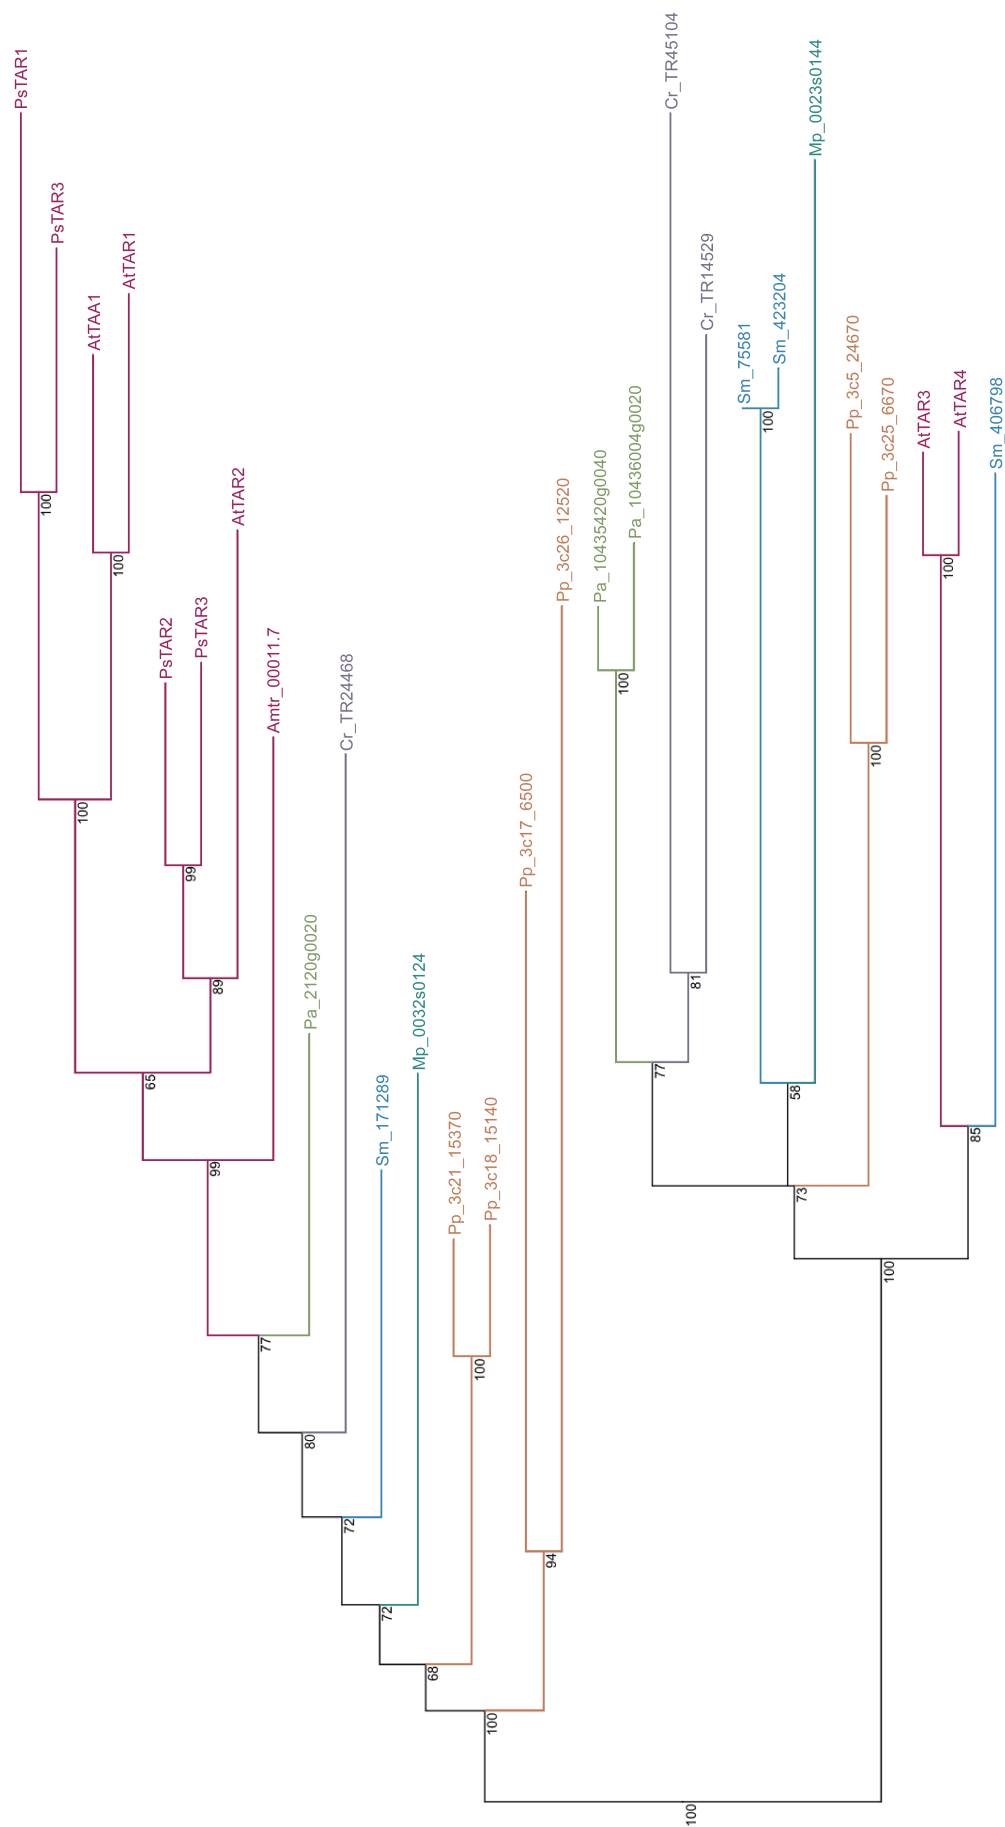 PsTAR1
PsTAR3
AtTAA1
AtTAR1
PsTAR2
PsTAR3
AtTAR2
Amtr_00011.7
Pa_2120g0020
Cr_TR24468
Sm_171289
Mp_0032s0124
Pp_3c21_15370
Pp_3c18_15140
Pp_3c17_6500
Pp_3c26_12520
Pa_10435420g0040
Pa_10436004g0020
Cr_TR45104
Cr_TR14529
Sm_75581
Sm_423204
Mp_0023s0144
Pp_3c5_24670
Pp_3c25_6670
AtTAR3
AtTAR4
Sm_406798
100
100
100
100
99
89
65
99
77
80
72
72
68
100
94
100
100
100
81
77
100
58
100
73
100
85
100